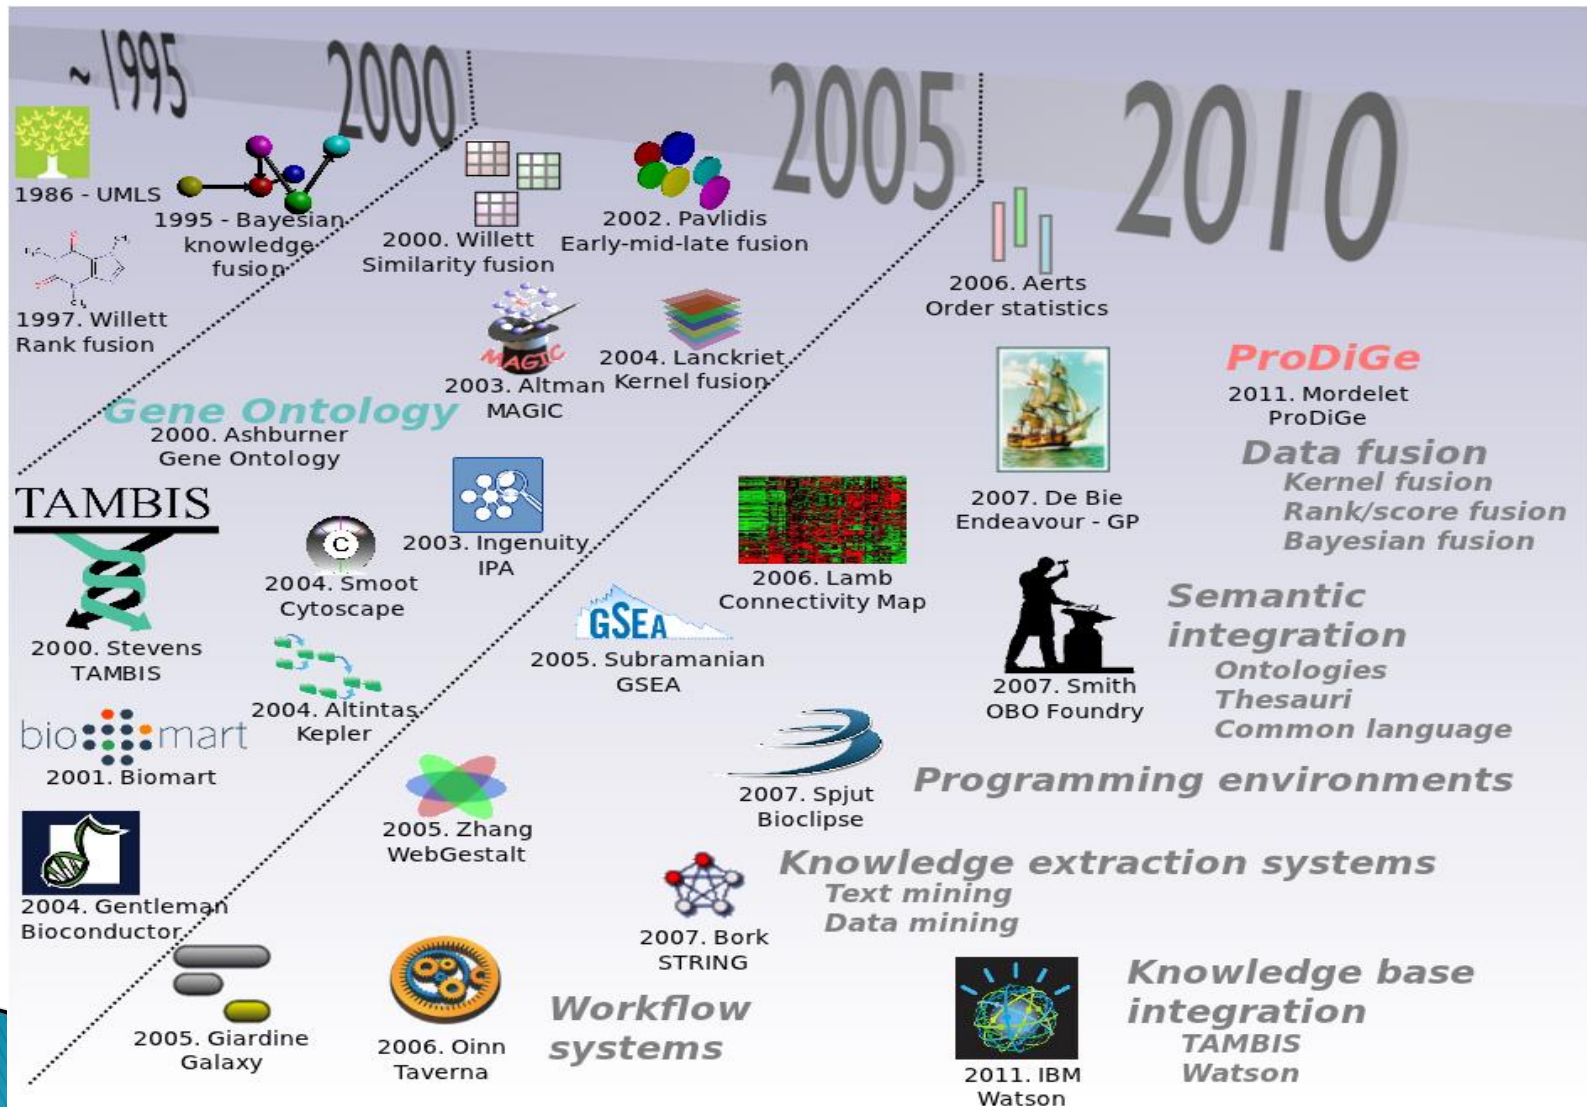 ~ 1995
2000
2005
2010
1986 - UMLS
1995 - Bayesian
knowledge
fusion
1997. Willett
Rank fusion
2000. Willett
Similarity fusion
2002. Pavlidis
Early-mid-late fusion
MAGIC
2003. Altman
MAGIC
2004. Lanckriet
Kernel fusion
2006. Aerts
Order statistics
Gene Ontology
2000. Ashburner
Gene Ontology
ProDiGe
2011. Mordelet
ProDiGe
Data fusion
Kernel fusion
Rank/score fusion
Bayesian fusion
2007. De Bie
Endeavour - GP
TAMBIS
2000. Stevens
TAMBIS
C
2004. Smoot
Cytoscape
2003. Ingenuity
IPA
2006. Lamb
Connectivity Map
GSEA
2005. Subramanian
GSEA
2007. Smith
OBO Foundry
Semantic
integration
Ontologies
Thesauri
Common language
2004. Altintas
Kepler
bio mart
2001. Biomart
2007. Spjut
Bioclipse
Programming environments
2005. Zhang
WebGestalt
2004. Gentleman
Bioconductor
Knowledge extraction systems
Text mining
Data mining
2007. Bork
STRING
2005. Giardine
Galaxy
2006. Oinn
Taverna
Workflow
systems
2011. IBM
Watson
Knowledge base
integration
TAMBIS
Watson